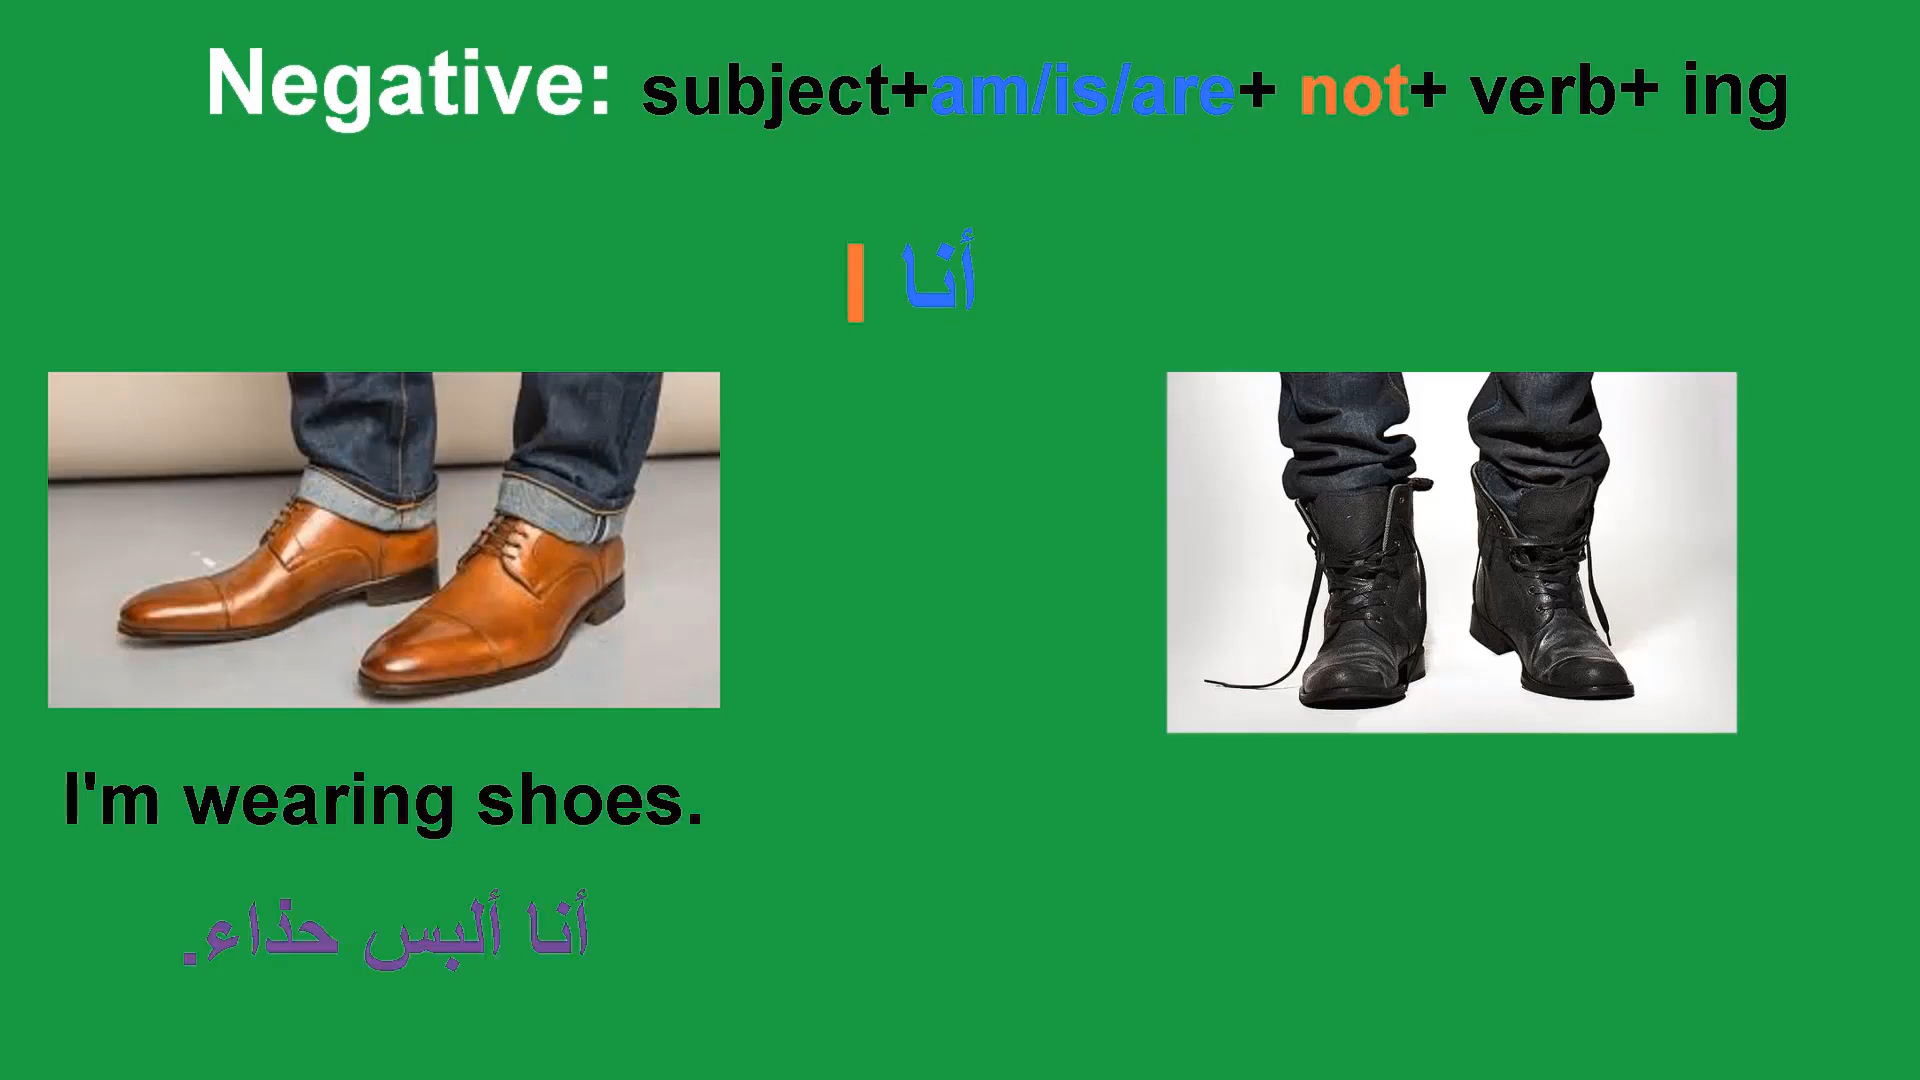 Negative: subject+am/is/are+ not+ verb+ ing
I أنا
I'm wearing shoes.
أنا ألبس حذاء.